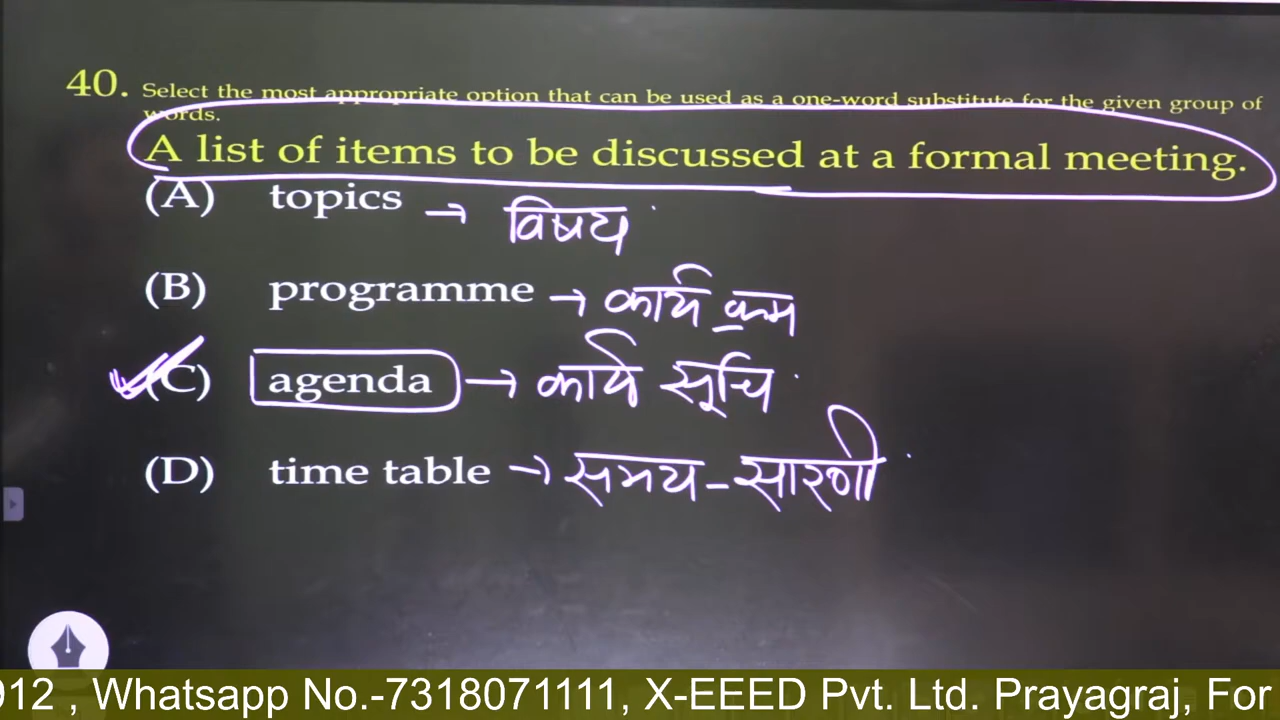 40. Select the most appropriate option that can be used as a one-word substitute for the given group of
words.
A list of items to be discussed at a formal meeting.
(A) topics → विषय
(B) programme → कार्य क्रम
(C) agenda → कार्य सूचि
(D) time table → समय-सारणी
912 , Whatsapp No.-7318071111, X-EEED Pvt. Ltd. Prayagraj, For